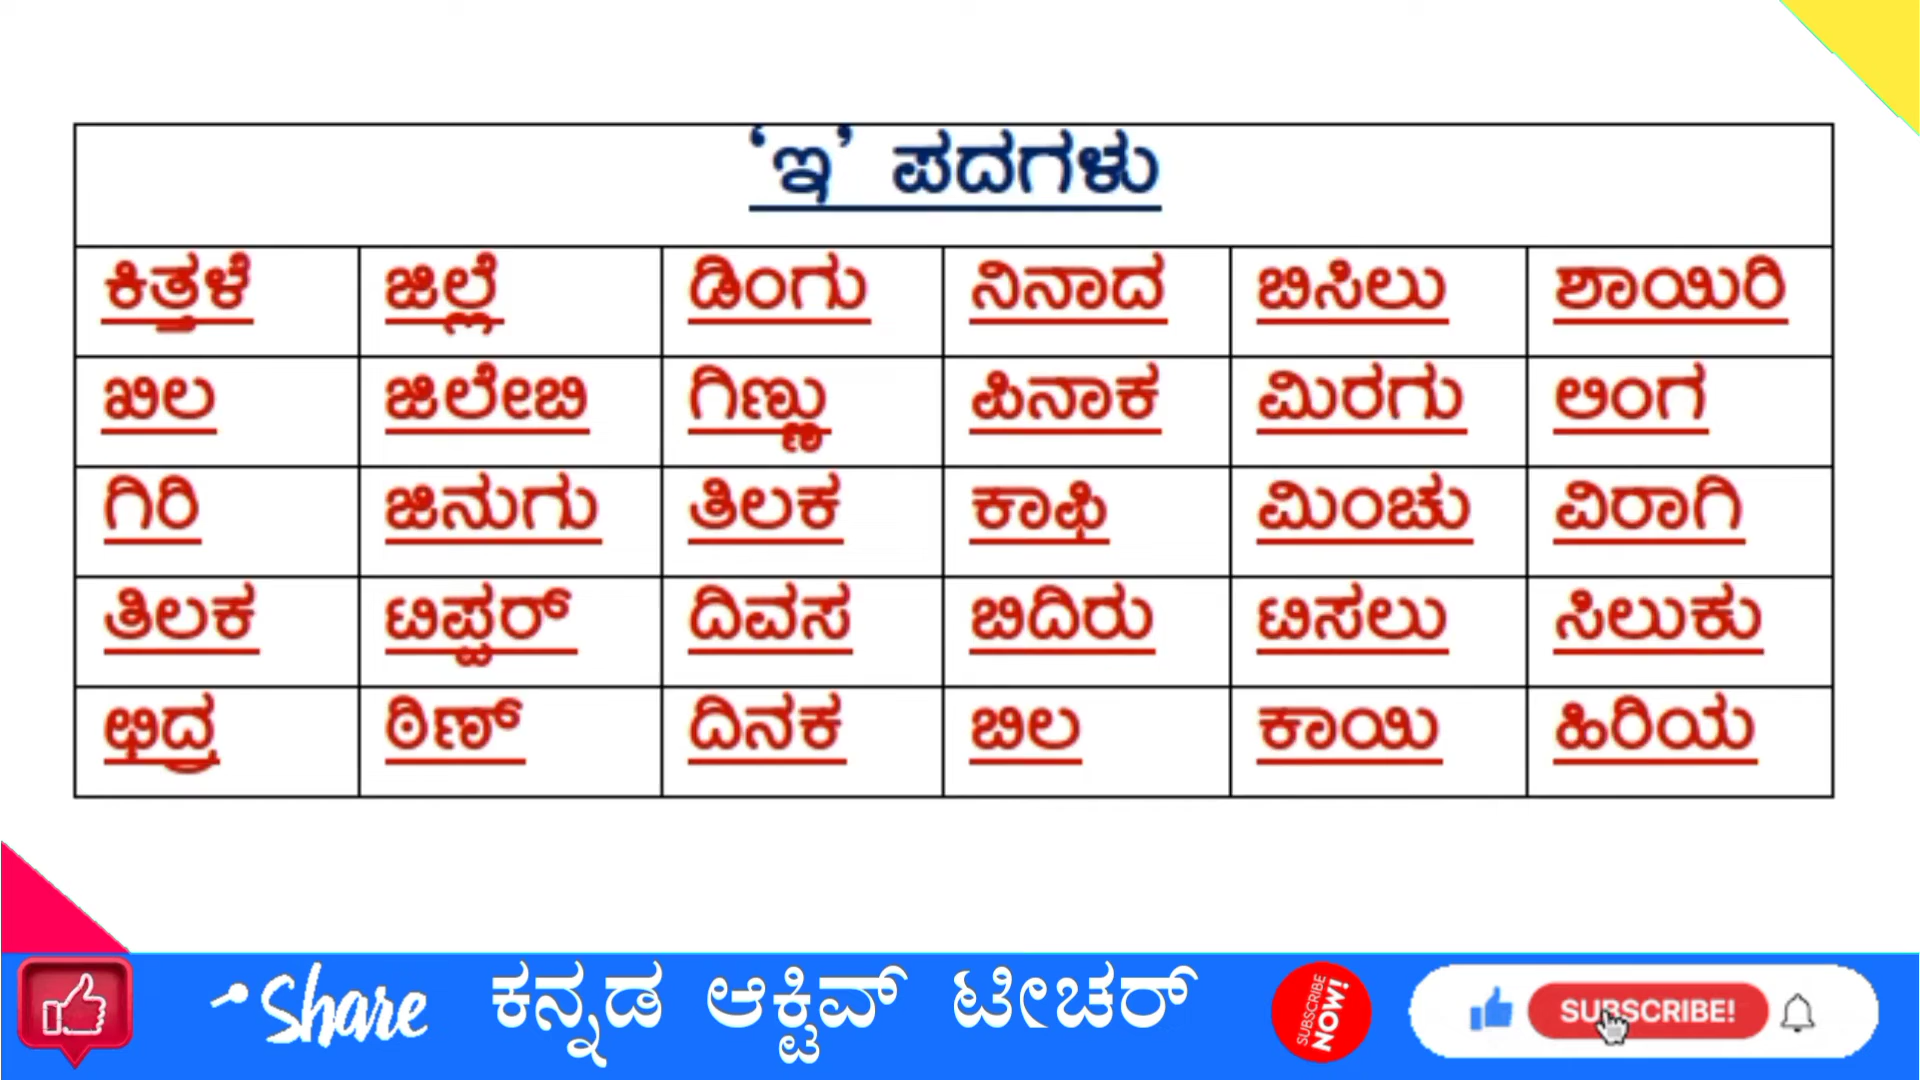 ‘ಇ’ ಪದಗಳು
ಕಿತ್ತಳೆ ಜಿಲ್ಲೆ ಡಿಂಗು ನಿನಾದ ಬಿಸಿಲು ಶಾಯಿರಿ
ಖಿಲ ಜಿಲೇಬಿ ಗಿಣ್ಣು ಪಿನಾಕ ಮಿರಗು ಲಿಂಗ
ಗಿರಿ ಜಿನುಗು ತಿಲಕ ಕಾಫಿ ಮಿಂಚು ವಿರಾಗಿ
ತಿಲಕ ಟಿಪ್ಪರ್ ದಿವಸ ಬಿದಿರು ಟಿಸಲು ಸಿಲುಕು
ಛಿದ್ರ ಠಿಣ್ ದಿನಕ ಬಿಲ ಕಾಯಿ ಹಿರಿಯ
Share ಕನ್ನಡ ಆಕ್ಟಿವ್ ಟೀಚರ್ SUBSCRIBE NOW! SUBSCRIBE!